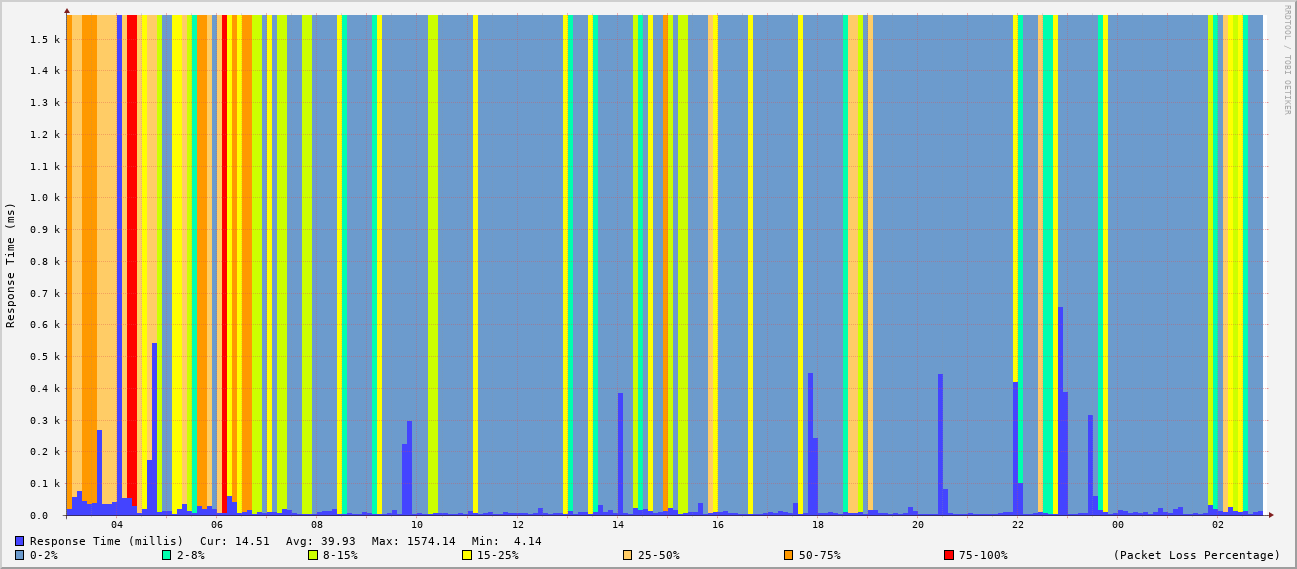 RRDTOOL / TOBI OETIKER
Response Time (ms)
1.5 k
1.4 k
1.3 k
1.2 k
1.1 k
1.0 k
0.9 k
0.8 k
0.7 k
0.6 k
0.5 k
0.4 k
0.3 k
0.2 k
0.1 k
0.0
04 06 08 10 12 14 16 18 20 22 00 02
Response Time (millis) Cur: 14.51 Avg: 39.93 Max: 1574.14 Min: 4.14
0-2% 2-8% 8-15% 15-25% 25-50% 50-75% 75-100% (Packet Loss Percentage)